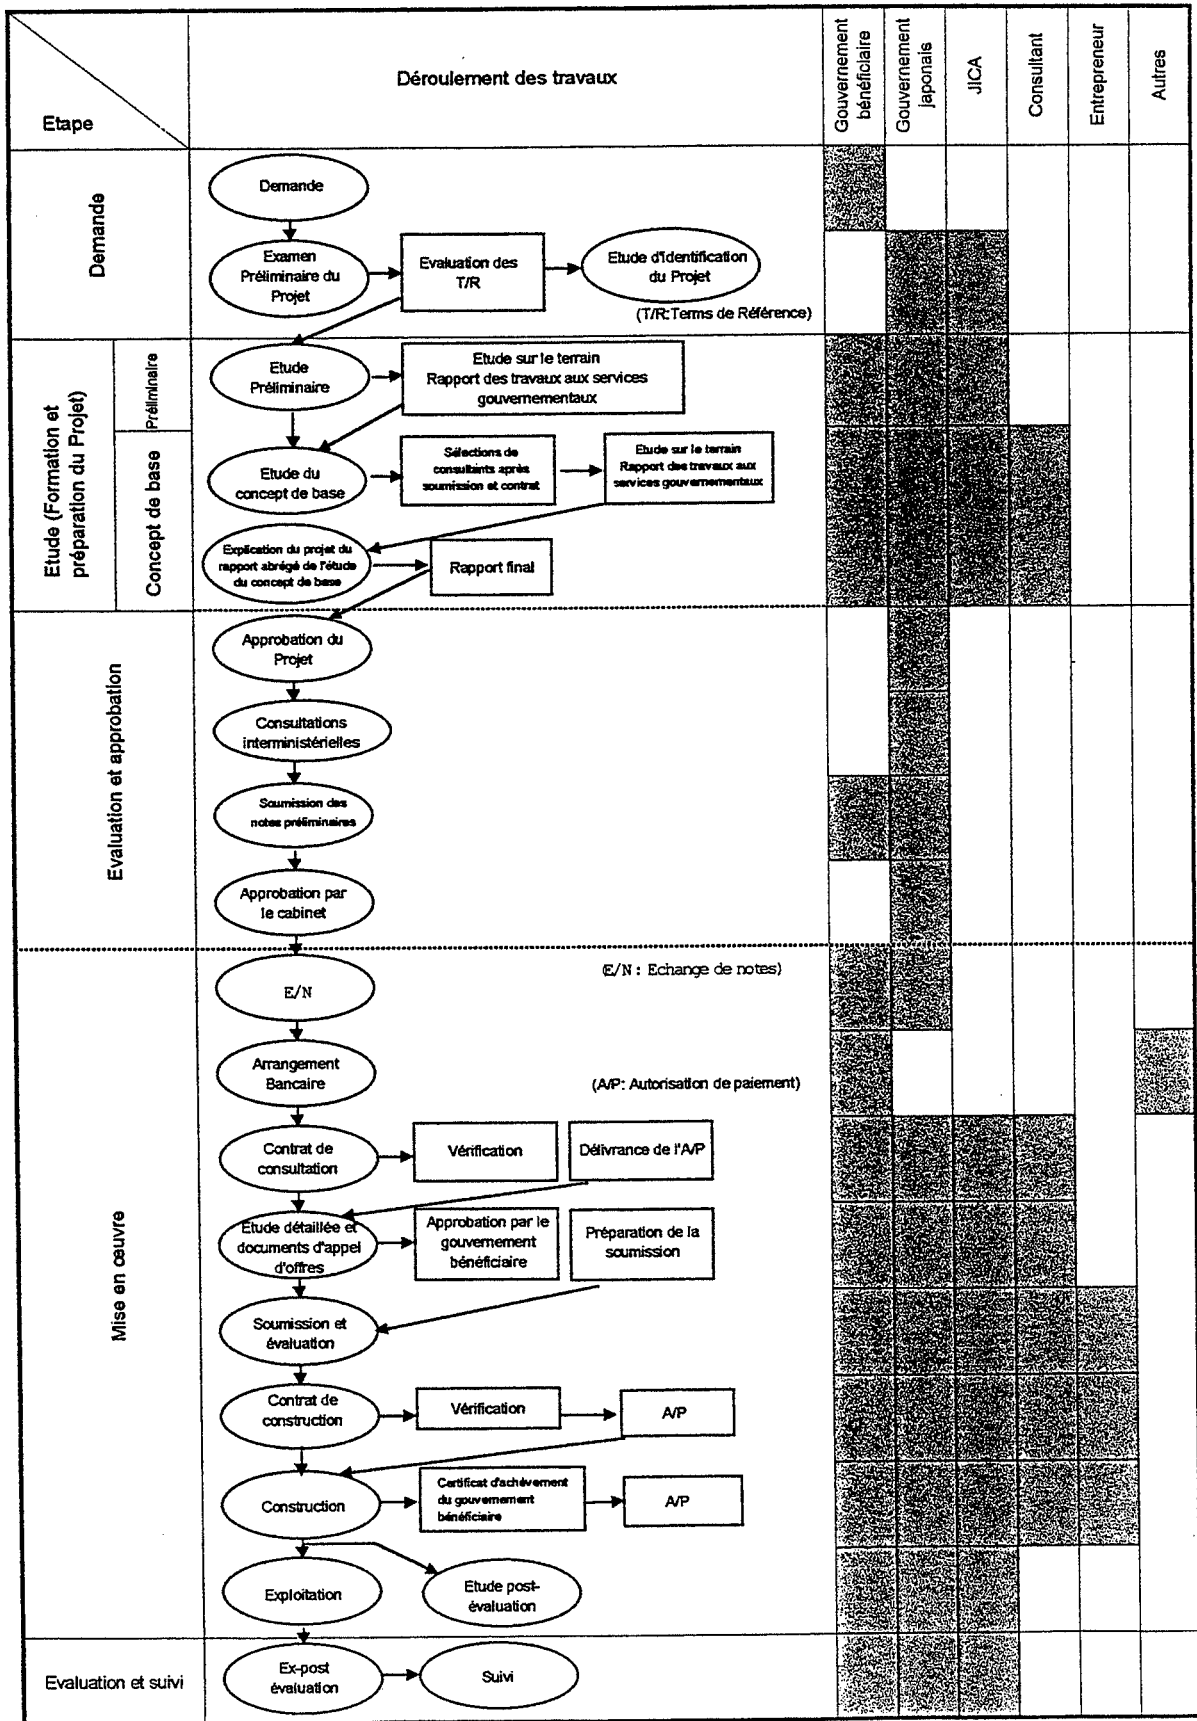 Etape
Déroulement des travaux
Gouvernement
bénéficiaire
Gouvernement
japonais
JICA
Consultant
Entrepreneur
Autres
Demande
Demande
Examen
Préliminaire du
Projet
Evaluation des
T/R
Etude d'Identification
du Projet
(T/R:Terms de Référence)
Etude (Formation et
préparation du Projet)
Préliminaire
Etude
Préliminaire
Etude sur le terrain
Rapport des travaux aux services
gouvernementaux
Concept de base
Etude du
concept de base
Sélections de
consultants après
soumission et contrat
Etude sur le terrain
Rapport des travaux aux
services gouvernementaux
Explication du projet du
rapport abrégé de l'étude
du concept de base
Rapport final
Evaluation et approbation
Approbation du
Projet
Consultations
interministérielles
Soumission des
notes préliminaires
Approbation par
le cabinet
Mise en œuvre
E/N
(E/N : Echange de notes)
Arrangement
Bancaire
(A/P: Autorisation de paiement)
Contrat de
consultation
Vérification
Délivrance de l'A/P
Etude détaillée et
documents d'appel
d'offres
Approbation par le
gouvernement
bénéficiaire
Préparation de la
soumission
Soumission et
évaluation
Contrat de
construction
Vérification
A/P
Construction
Certificat d'achévement
du gouvernement
bénéficiaire
A/P
Exploitation
Etude post-
évaluation
Evaluation et suivi
Ex-post
évaluation
Suivi